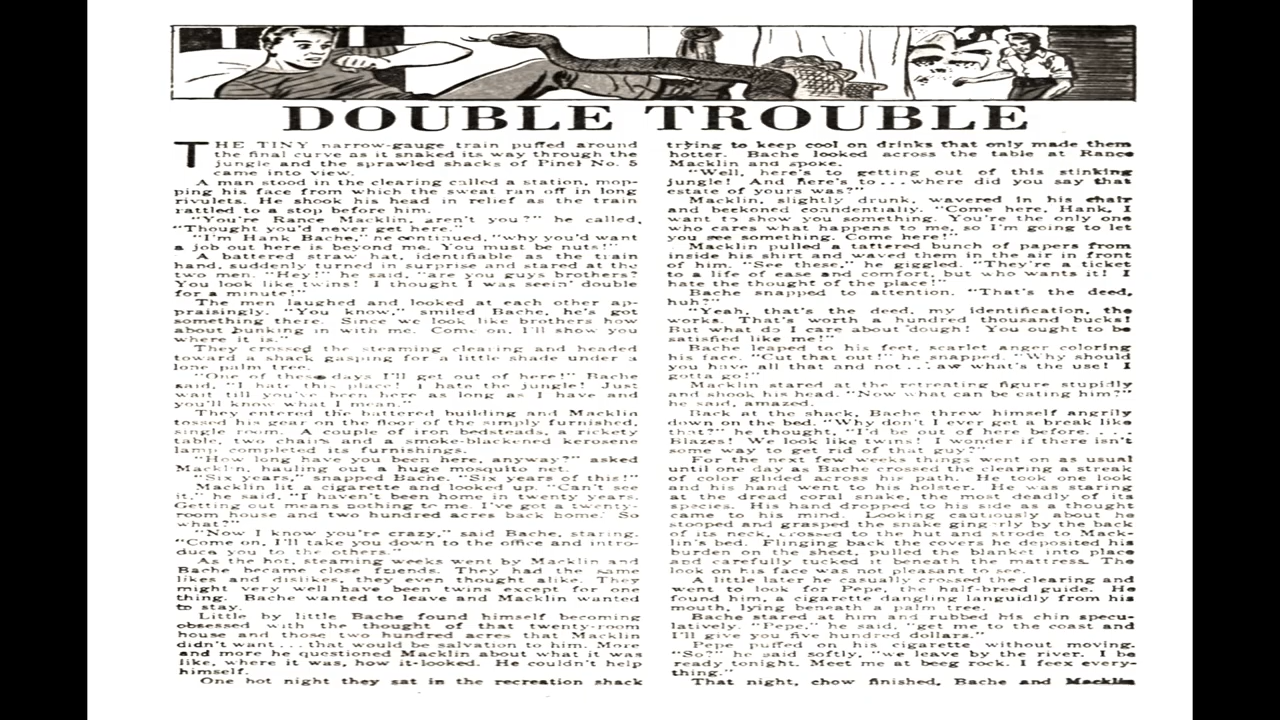 DOUBLE TROUBLE
THE TINY narrow-gauge train puffed around
the final curve as it snaked its way through the
jungle and the sprawled shacks of Pinel No. 5
came into view.
A man stood in the clearing called a station, mop-
ping his face from which the sweat ran off in long
rivulets. He shook his head in relief as the train
rattled to a stop before him.
"You're Rance Macklin, aren't you?" he called,
"Thought you'd never get here."
"I'm Hank Bache," he continued, "why you'd want
a job out here is beyond me. You must be nuts!"
A battered straw hat, identifiable as the train
hand, suddenly turned in surprise and stared at the
two men. "Hey!" he said, "are you guys brothers?
You look like twins! I thought I was seein' double
for a minute!"
The men laughed and looked at each other ap-
praisingly. "You know," smiled Bache, he's got
something there. Since we look like brothers how
about bunking in with me. Come on, I'll show you
where it is."
They crossed the steaming clearing and headed
toward a shack gasping for a little shade under a
lone palm tree.
"One of these days I'll get out of here!" Bache
said, "I hate this place! I hate the jungle! Just
wait till you've been here as long as I have and
you'll know what I mean."
They entered the battered building and Macklin
tossed his gear on the floor of the simply furnished,
single room. A couple of iron bedsteads, a rickety
table, two chairs and a smoke-blackened kerosene
lamp completed its furnishings.
"How long have you been here, anyway?" asked
Macklin, hauling out a huge mosquito net.
"Six years," snapped Bache. "Six years of this!"
Macklin lit a cigarette and looked up. "Can't see
it," he said, "I haven't been home in twenty years.
Getting out means nothing to me. I've got a twenty-
room house and two hundred acres back home. So
what?"
"Now I know you're crazy," said Bache, staring.
"Come on, I'll take you down to the office and intro-
duce you to the others."
As the hot, steaming weeks went by Macklin and
Bache became close friends. They had the same
likes and dislikes, they even thought alike. They
might very well have been twins except for one
thing. Bache wanted to leave and Macklin wanted
to stay.
Little by little Bache found himself becoming
obsessed with the thought of that twenty-room
house and those two hundred acres that Macklin
didn't want . . . that would be salvation to him. More
and more he questioned Macklin about what it was
like, where it was, how it looked. He couldn't help
himself.
One hot night they sat in the recreation shack
trying to keep cool on drinks that only made them
hotter. Bache looked across the table at Rance
Macklin and spoke.
"Well, here's to getting out of this stinking
jungle! And here's to . . . where did you say that
estate of yours was?"
Macklin, slightly drunk, wavered in his chair
and beckoned confidentially. "Come here, Hank, I
want to show you something. You're the only one
who cares what happens to me, so I'm going to let
you see something. Come here!"
Macklin pulled a tattered bunch of papers from
inside his shirt and waved them in the air in front
of him. "See these," he giggled. "They're a ticket
to a life of ease and comfort, but who wants it! I
hate the thought of the place!"
Bache snapped to attention. "That's the deed,
huh?"
"Yeah, that's the deed, my identification, the
works. That's worth a hundred thousand bucks!
But what do I care about dough! You ought to be
satisfied like me!"
Bache leaped to his feet, scarlet anger coloring
his face. "Cut that out!" he snapped. "Why should
you have all that and not . . . aw what's the use! I
gotta go!"
Macklin stared at the retreating figure stupidly
and shook his head. "Now what can be eating him?"
he said, amazed.
Back at the shack, Bache threw himself angrily
down on the bed. "Why don't I ever get a break like
that?" he thought, "I'd be out of here before. . . .
Blazes! We look like twins! I wonder if there isn't
some way to get rid of that guy?"
For the next few weeks things went on as usual
until one day as Bache crossed the clearing a streak
of color glided across his path. He took one look
and his hand went to his holster. He was staring
at the dread coral snake, the most deadly of its
species. His hand dropped to his side as a thought
came to his mind. Looking cautiously about he
stooped and grasped the snake gingerly by the back
of its neck, crossed to the hut and strode to Mack-
lin's bed. Flinging back the covers he deposited his
burden on the sheet, pulled the blanket into place
and carefully tucked it beneath the mattress. The
look on his face was not pleasant to see.
A little later he casually crossed the clearing and
went to look for Pepe, the half-breed guide. He
found him, a cigarette dangling languidly from his
mouth, lying beneath a palm tree.
Bache stared at him and rubbed his chin specu-
latively. "Pepe," he said, "get me to the coast and
I'll give you five hundred dollars."
Pepe puffed on his cigarette without moving.
"So?" he said softly, "we leave by the river. I be
ready tonight. Meet me at beeg rock. I feex every-
thing."
That night, chow finished, Bache and Macklin